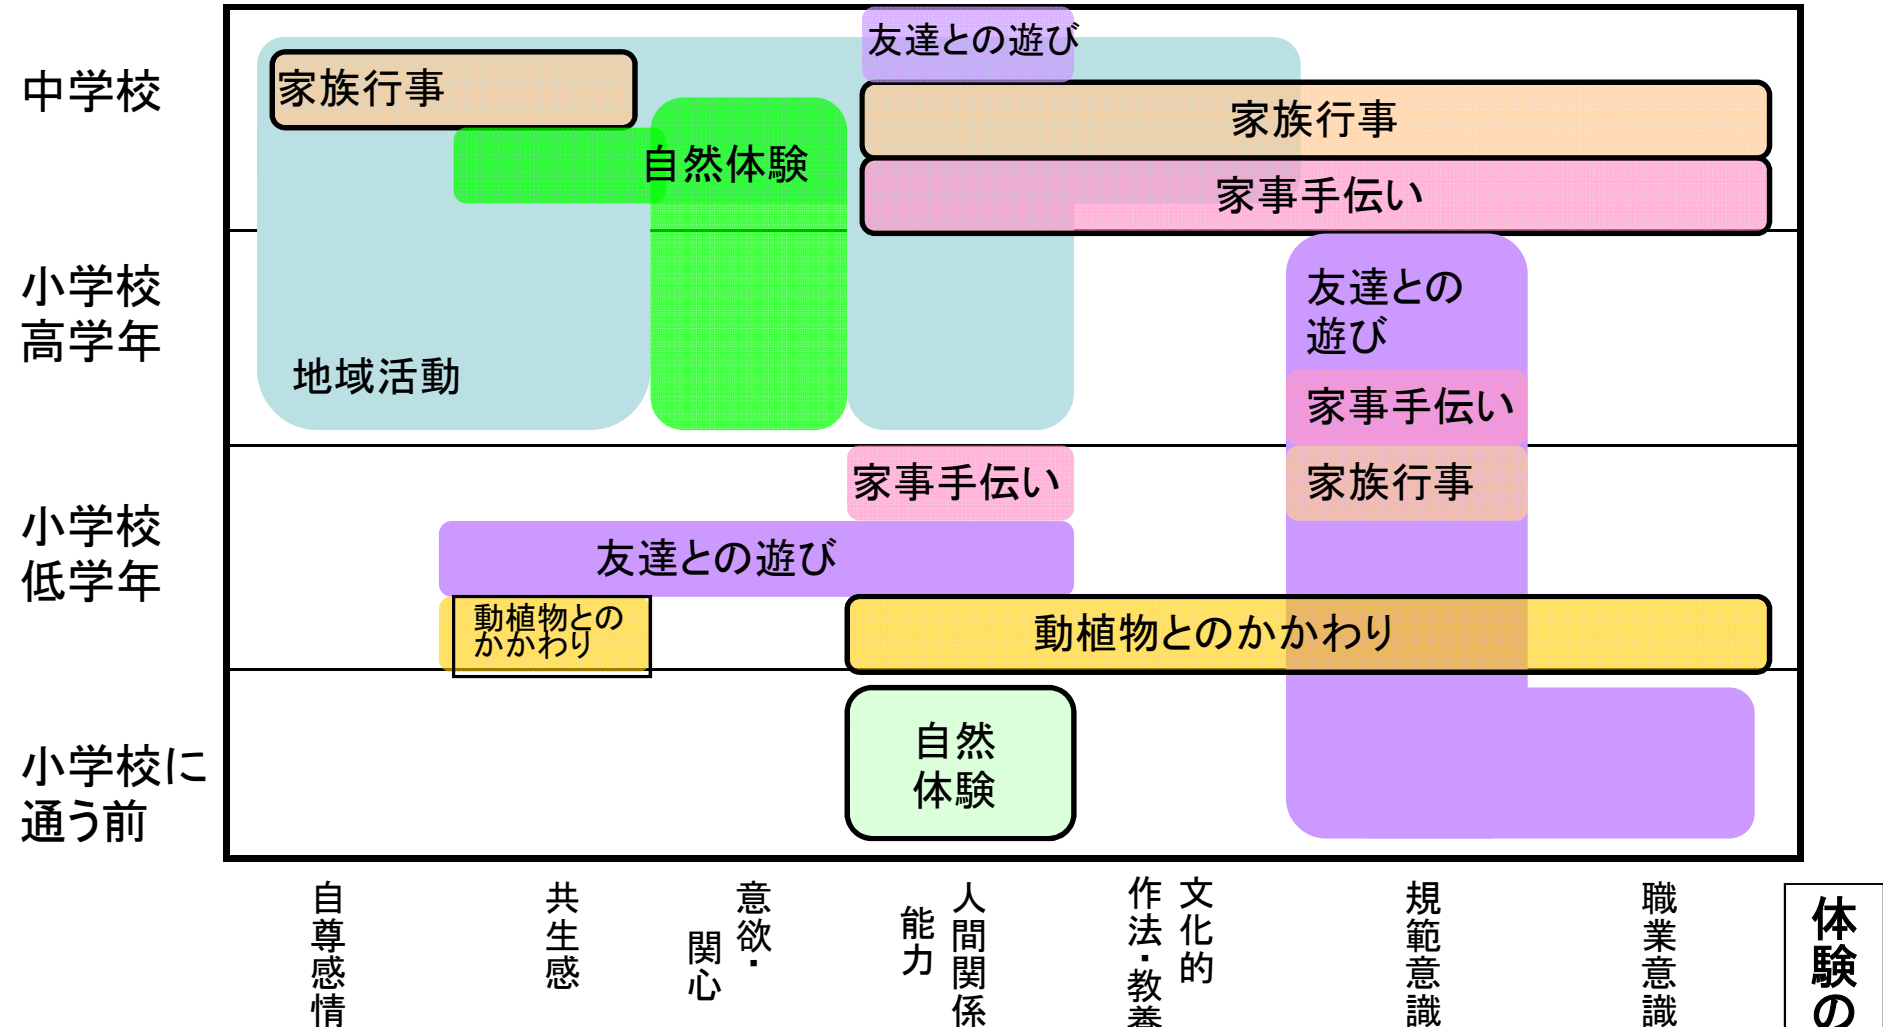 中学校
友達との遊び
家族行事
家族行事
自然体験
家事手伝い
小学校
高学年
友達との
遊び
地域活動
家事手伝い
小学校
低学年
家事手伝い
家族行事
友達との遊び
動植物との
かかわり
動植物とのかかわり
小学校に
通う前
自然
体験
自尊感情
共生感
意欲・
関心
人間関係
能力
文化的
作法・教養
規範意識
職業意識
体験の